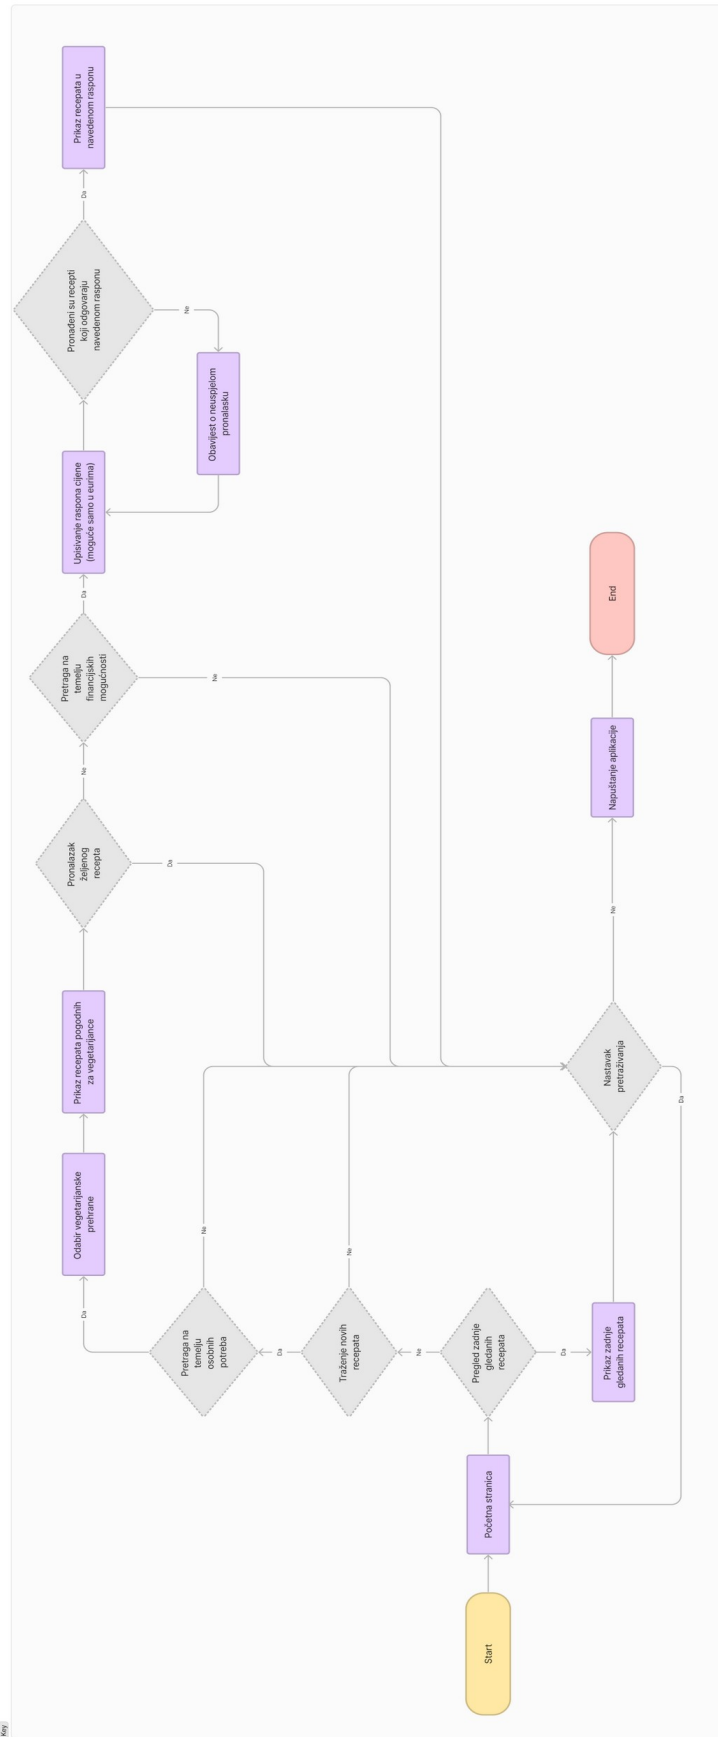 Key
Da
Odabir vegetarijanske
prehrane
Prikaz recepata pogodnih
za vegetarijance
Pronalazak
željenog
recepta
Ne
Pretraga na
temelju
financijskih
mogućnosti
Da
Upisivanje raspona cijene
(moguće samo u eurima)
Pronađeni su recepti
koji odgovaraju
navedenom rasponu
Da
Prikaz recepata u
navedenom rasponu
Da
Ne
Pretraga na
temelju
osobnih
potreba
Ne
Ne
Obavijest o neuspjelom
pronalasku
Da
Traženje novih
recepata
Ne
Ne
Start
Početna stranica
Pregled zadnje
gledanih
recepata
Da
Prikaz zadnje
gledanih recepata
Nastavak
pretraživanja
Ne
Napuštanje aplikacije
End
Da